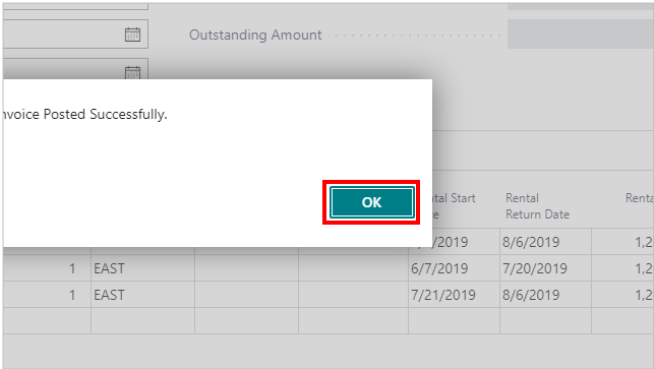 Outstanding Amount
nvoice Posted Successfully.
OK
tal Start
e
Rental
Return Date
Renta
/2019 8/6/2019 1,2
1 EAST 6/7/2019 7/20/2019 1,2
1 EAST 7/21/2019 8/6/2019 1,2